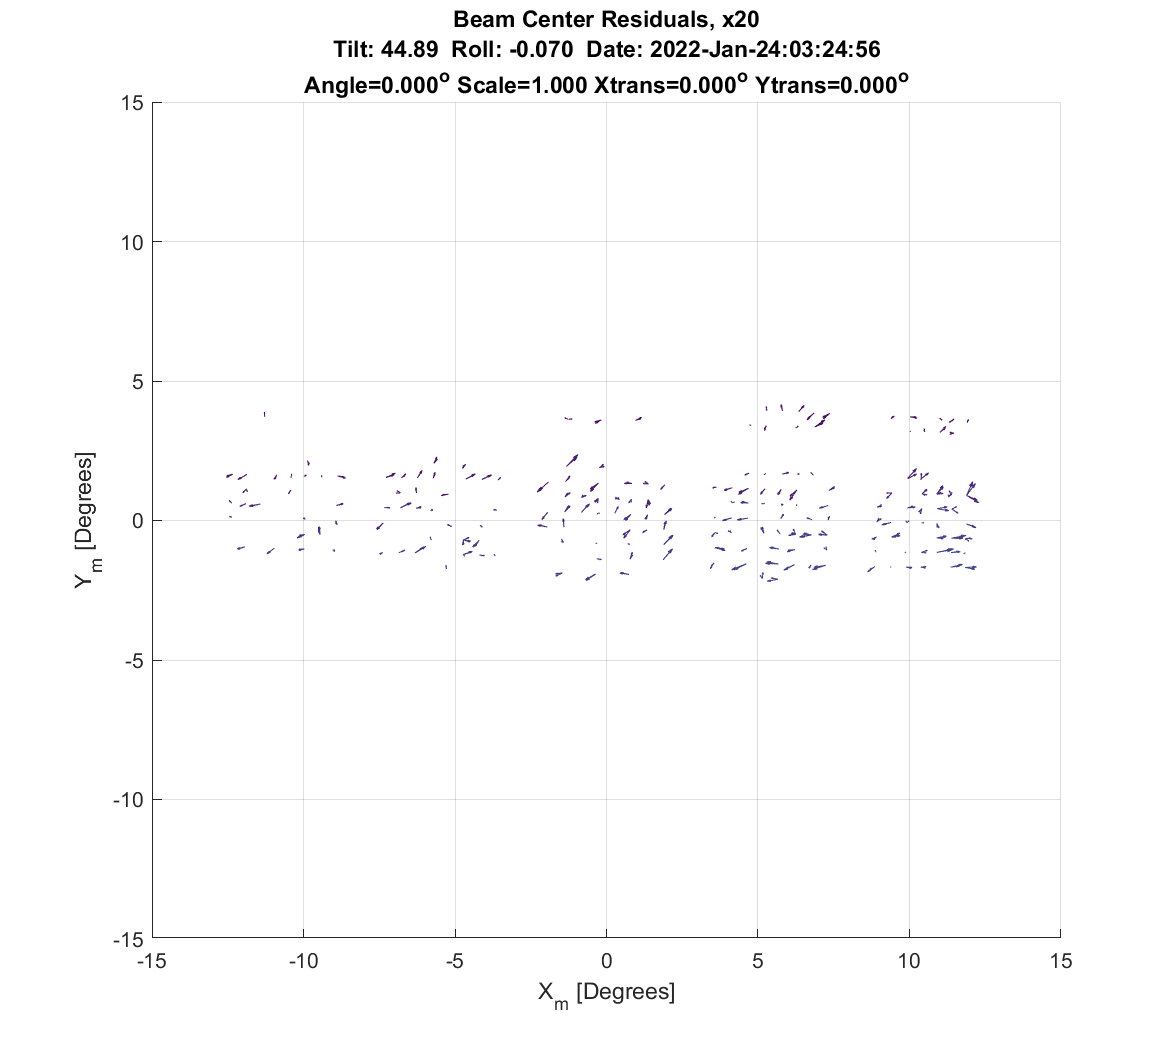 Beam Center Residuals, x20
Tilt: 44.89 Roll: -0.070 Date: 2022-Jan-24:03:24:56
Angle=0.000° Scale=1.000 Xtrans=0.000° Ytrans=0.000°
15
10
5
0
-5
-10
-15
Y_m [Degrees]
-15 -10 -5 0 5 10 15
X_m [Degrees]